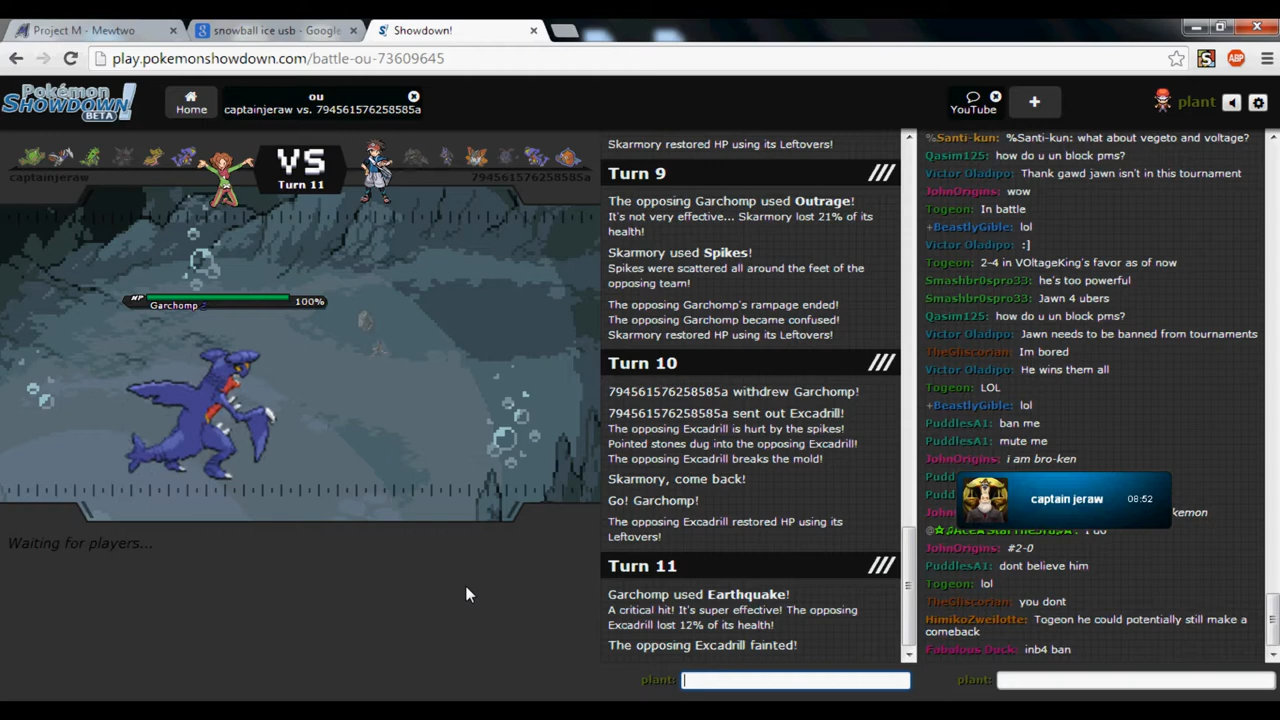 Project M - Mewtwo
snowball ice usb - Google
Showdown!
play.pokemonshowdown.com/battle-ou-73609645
Pokémon
SHOWDOWN!
BETA!
Home
ou
captainjeraw vs. 794561576258585a
YouTube
+
plant
captainjeraw
VS
Turn 11
794561576258585a
HP
100%
Garchomp
Waiting for players...
Skarmory restored HP using its Leftovers!
Turn 9
The opposing Garchomp used Outrage!
It's not very effective... Skarmory lost 21% of its
health!
Skarmory used Spikes!
Spikes were scattered all around the feet of the
opposing team!
The opposing Garchomp's rampage ended!
The opposing Garchomp became confused!
Skarmory restored HP using its Leftovers!
Turn 10
794561576258585a withdrew Garchomp!
794561576258585a sent out Excadrill!
The opposing Excadrill is hurt by the spikes!
Pointed stones dug into the opposing Excadrill!
The opposing Excadrill breaks the mold!
Skarmory, come back!
Go! Garchomp!
The opposing Excadrill restored HP using its
Leftovers!
Turn 11
Garchomp used Earthquake!
A critical hit! It's super effective! The opposing
Excadrill lost 12% of its health!
The opposing Excadrill fainted!
plant:
%Santi-kun: %Santi-kun: what about vegeto and voltage?
Qasim125: how do u un block pms?
Victor Oladipo: Thank gawd jawn isn't in this tournament
JohnOrigins: wow
Togeon: In battle
+BeastlyGible: lol
Victor Oladipo: :]
Togeon: 2-4 in VOltageKing's favor as of now
Smashbr0spro33: he's too powerful
Smashbr0spro33: Jawn 4 ubers
Qasim125: how do u un block pms?
Victor Oladipo: Jawn needs to be banned from tournaments
TheGliscorian: Im bored
Victor Oladipo: He wins them all
Togeon: LOL
+BeastlyGible: lol
PuddlesA1: ban me
PuddlesA1: mute me
JohnOrigins: i am bro-ken
Pudd
captain jeraw 08:52
Pudd
John
kemon
JohnOrigins: #2-0
PuddlesA1: dont believe him
Togeon: lol
TheGliscorian: you dont
HimikoZweilotte: Togeon he could potentially still make a
comeback
Fabulous Duck: inb4 ban
plant: